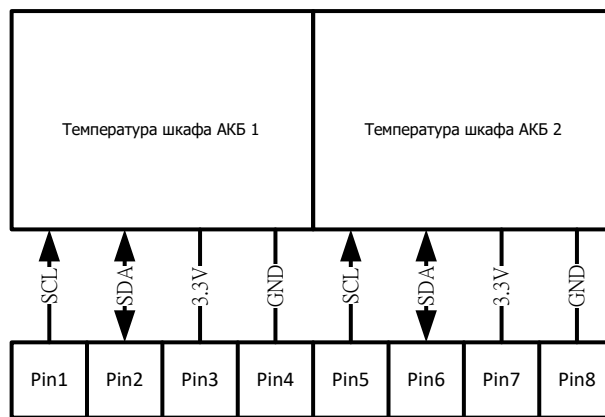 Температура шкафа АКБ 1
Температура шкафа АКБ 2
SCL
SDA
3.3V
GND
SCL
SDA
3.3V
GND
Pin1
Pin2
Pin3
Pin4
Pin5
Pin6
Pin7
Pin8